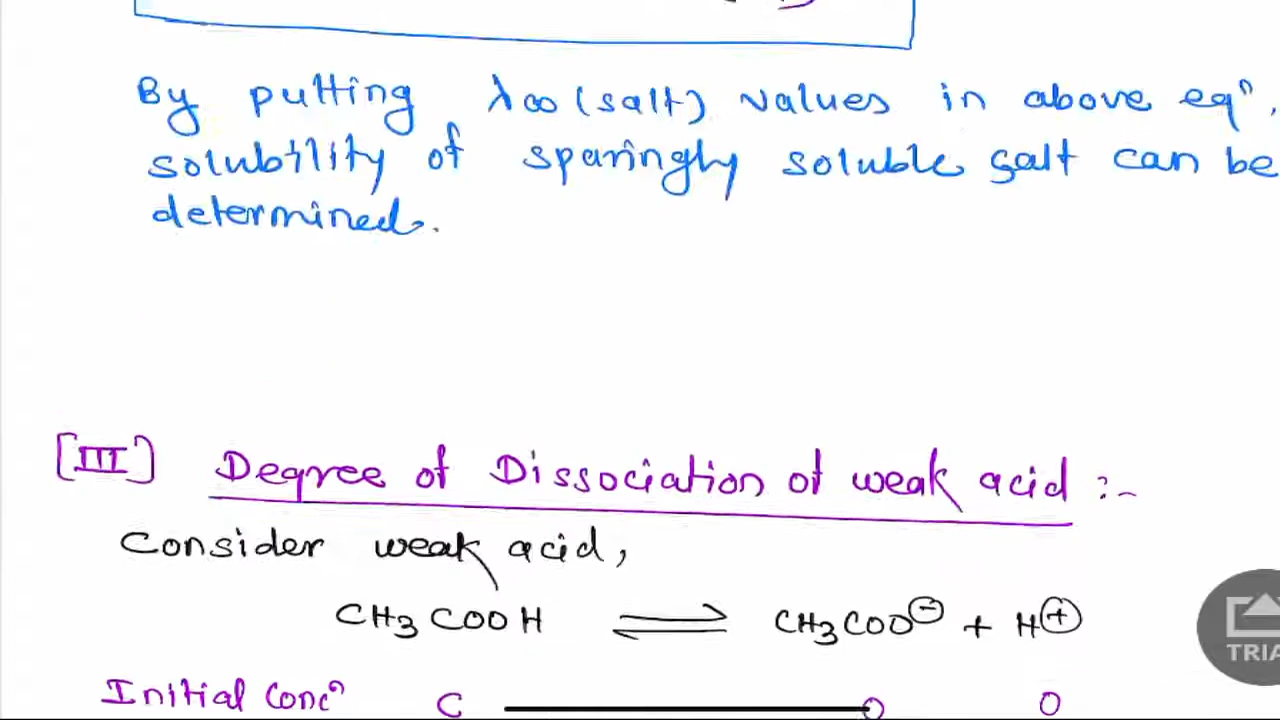 By putting λ∞ (salt) values in above eqⁿ,
solubility of sparingly soluble salt can be
determined.
[III] Degree of Dissociation of weak acid :-
Consider weak acid,
CH3COOH ⇌ CH3COO⊖ + H⊕
TRIA
Initial Concⁿ C 0 0